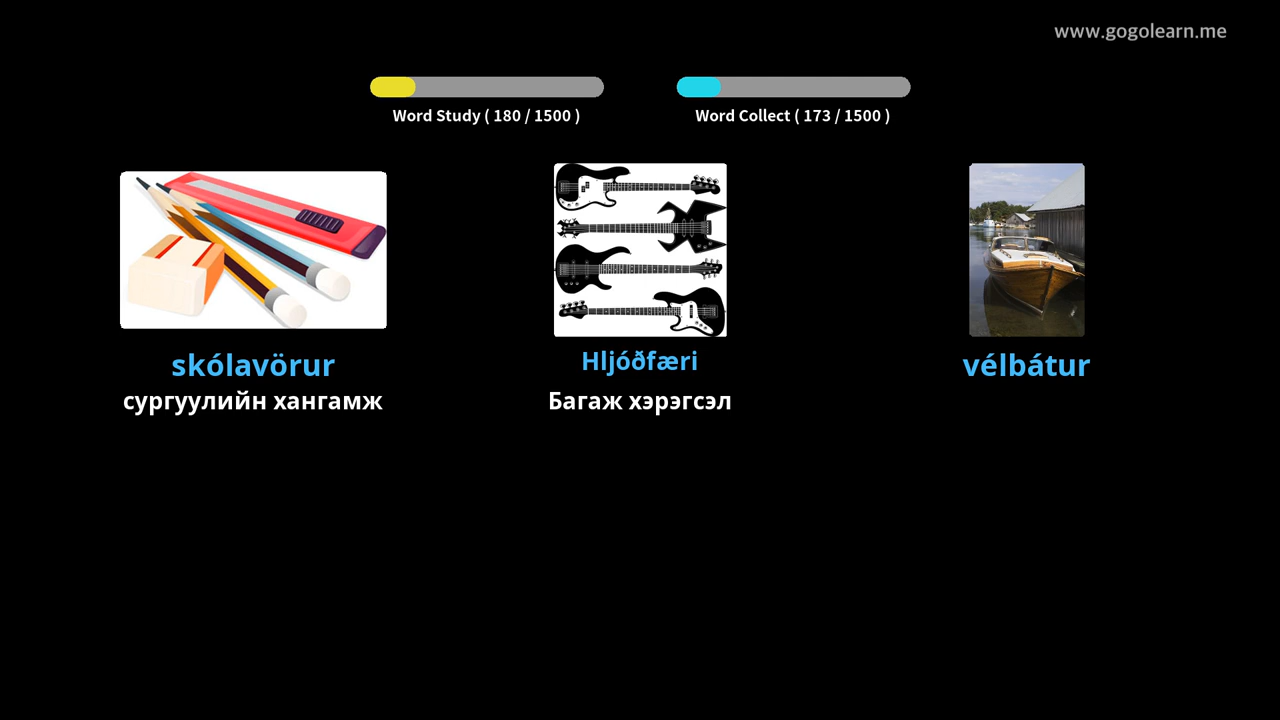 www.gogolearn.me
Word Study ( 180 / 1500 )
Word Collect ( 173 / 1500 )
skólavörur
сургуулийн хангамж
Hljóðfæri
Багаж хэрэгсэл
vélbátur